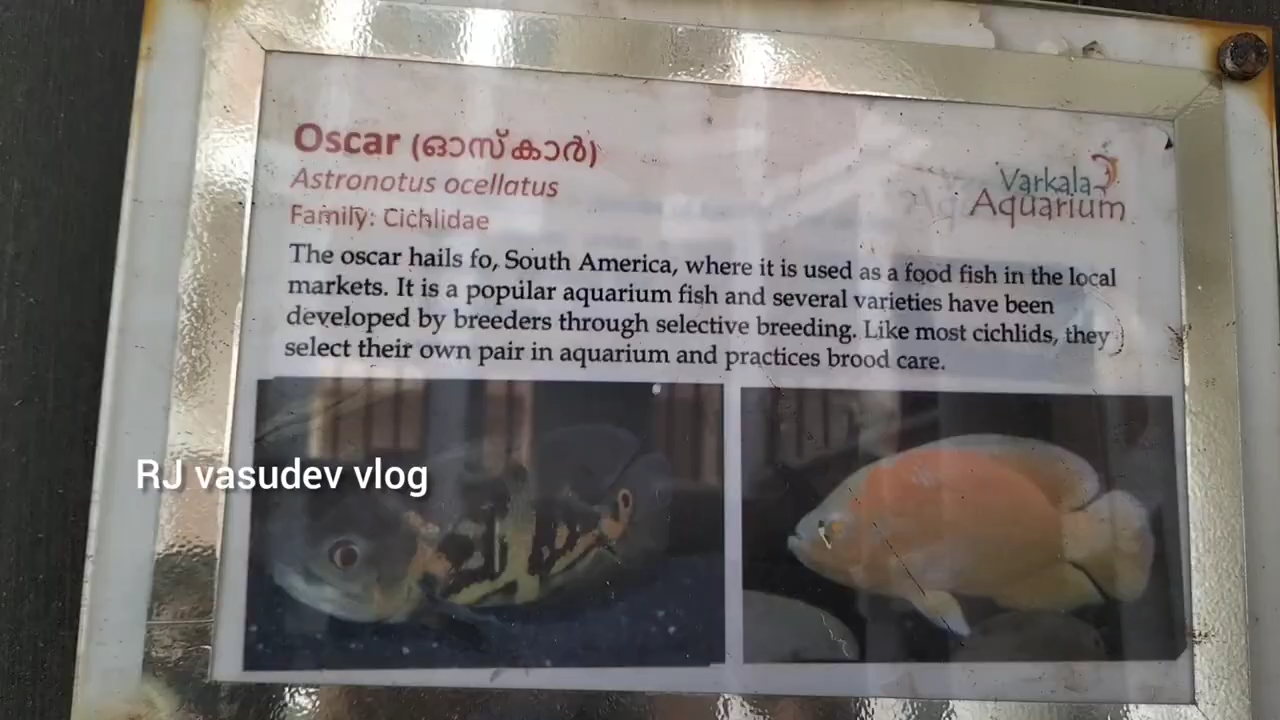 Oscar (ഓസ്കാർ)
Astronotus ocellatus
Family: Cichlidae
Varkala
Aquarium
The oscar hails fo, South America, where it is used as a food fish in the local
markets. It is a popular aquarium fish and several varieties have been
developed by breeders through selective breeding. Like most cichlids, they
select their own pair in aquarium and practices brood care.
RJ vasudev vlog